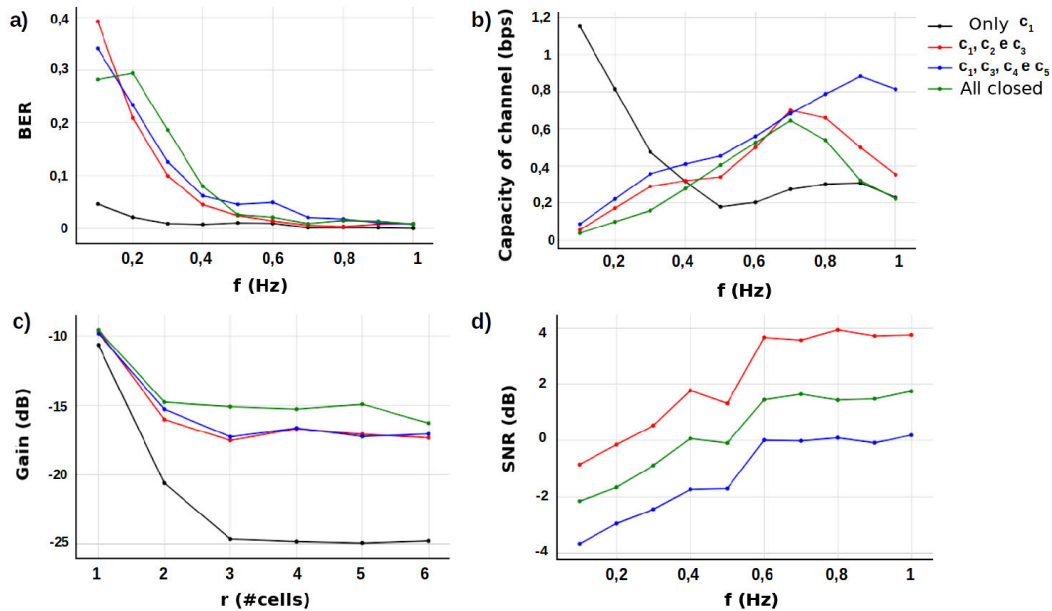 a)
0,4
0,3
0,2
0,1
0
BER
0,2 0,4 0,6 0,8 1
f (Hz)
b)
1,2
1
0,8
0,6
0,4
0,2
0
Capacity of channel (bps)
0,2 0,4 0,6 0,8 1
f (Hz)
Only c1
c1, c2 e c3
c1, c3, c4 e c5
All closed
c)
-10
-15
-20
-25
Gain (dB)
1 2 3 4 5 6
r (#cells)
d)
4
2
0
-2
-4
SNR (dB)
0,2 0,4 0,6 0,8 1
f (Hz)